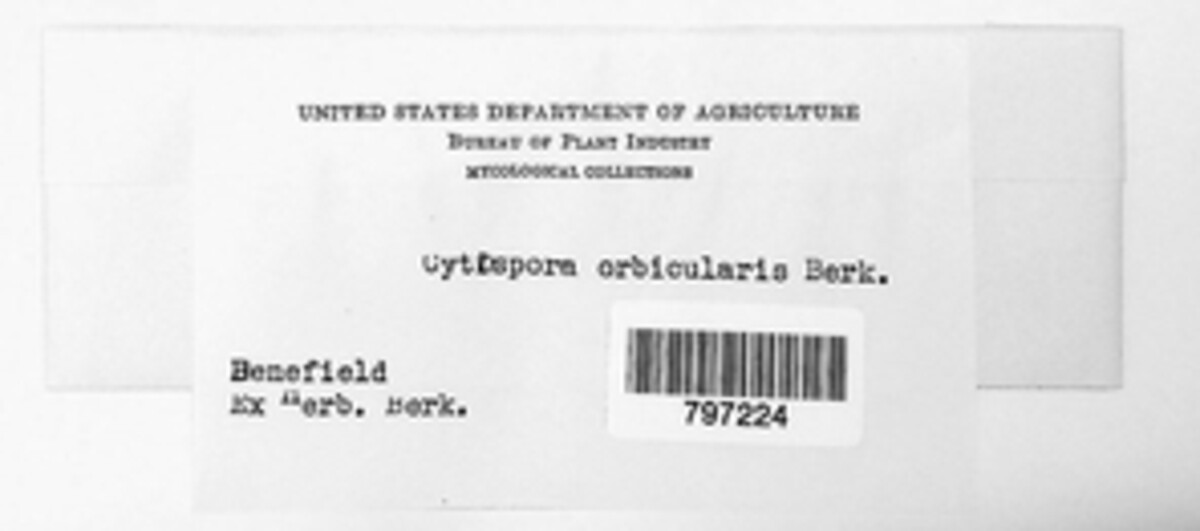 UNITED STATES DEPARTMENT OF AGRICULTURE
BUREAU OF PLANT INDUSTRY
MYCOLOGICAL COLLECTIONS
Cytospora orbicularis Berk.
Benefield
Ex Herb. Berk.
797224